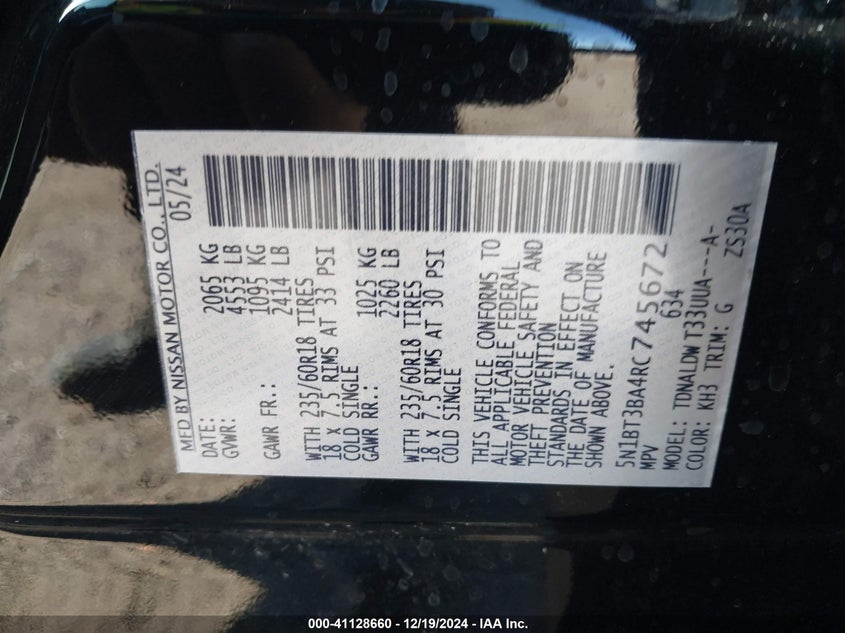 MFD BY NISSAN MOTOR CO., LTD.
DATE: 05/24
GVWR: 2065 KG
4553 LB
GAWR FR.: 1095 KG
2414 LB
WITH 235/60R18 TIRES
18 X 7.5 RIMS AT 33 PSI
COLD SINGLE
GAWR RR.: 1025 KG
2260 LB
WITH 235/60R18 TIRES
18 X 7.5 RIMS AT 30 PSI
COLD SINGLE
THIS VEHICLE CONFORMS TO
ALL APPLICABLE FEDERAL
MOTOR VEHICLE SAFETY AND
THEFT PREVENTION
STANDARDS IN EFFECT ON
THE DATE OF MANUFACTURE
SHOWN ABOVE.
5N1BT3BA4RC745672
MPV 634
MODEL: TDNALDW T33UUA---A-
COLOR: KH3 TRIM: G ZS30A
000-41128660 - 12/19/2024 - IAA Inc.